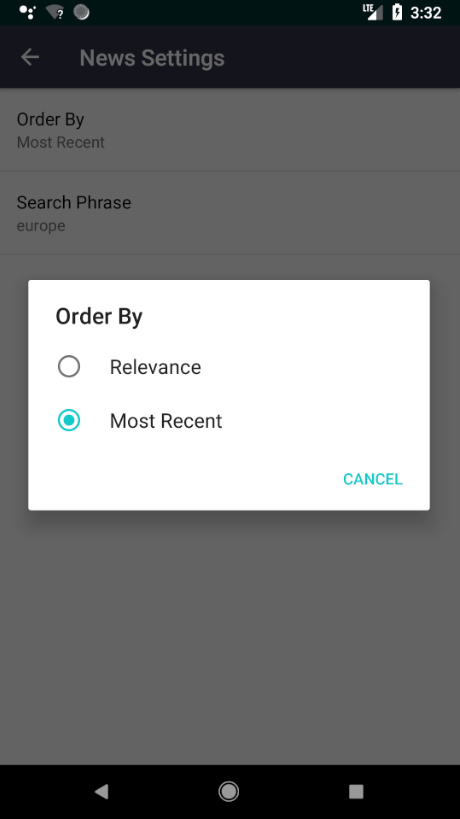 LTE 3:32
News Settings
Order By
Most Recent
Search Phrase
europe
Order By
Relevance
Most Recent
CANCEL